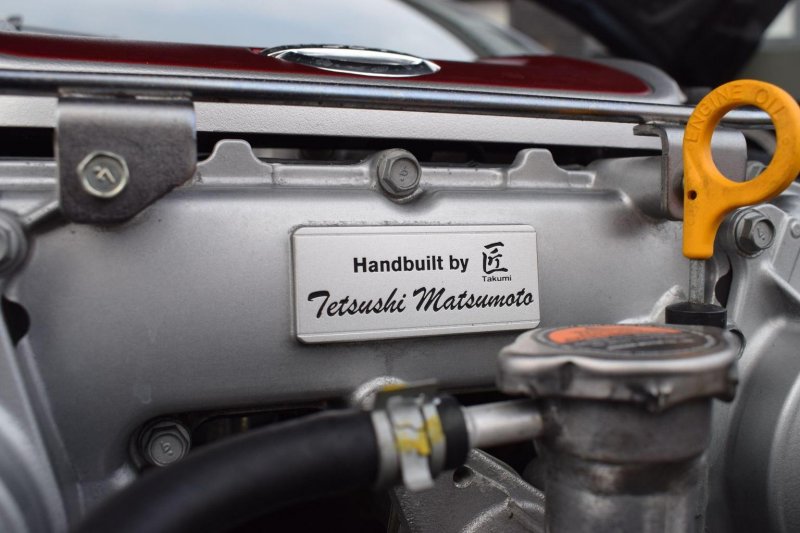 ENGINE OIL
Handbuilt by 匠
Takumi
Tetsushi Matsumoto